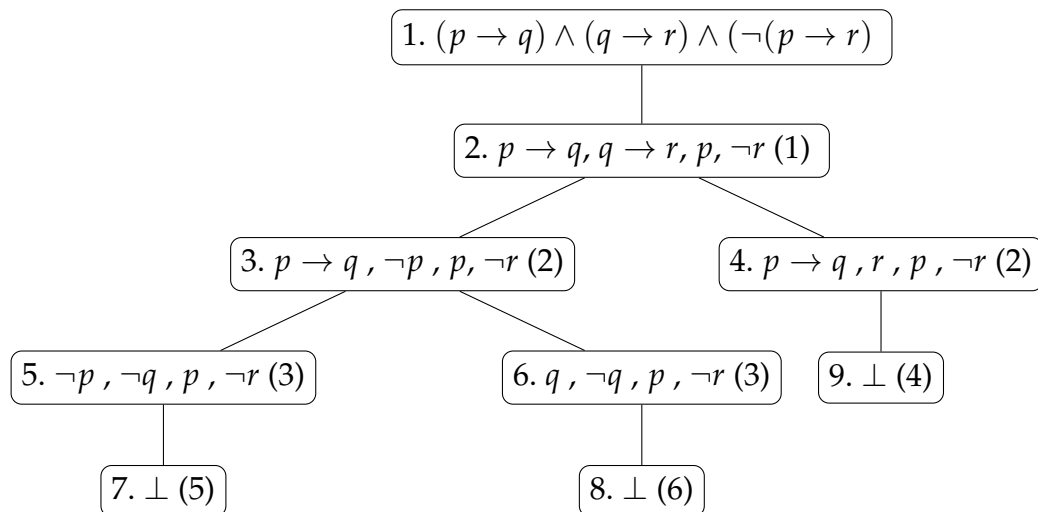 1. (p → q) ∧ (q → r) ∧ (¬(p → r)
2. p → q, q → r, p, ¬r (1)
3. p → q , ¬p , p, ¬r (2)
4. p → q , r , p , ¬r (2)
5. ¬p , ¬q , p , ¬r (3)
6. q , ¬q , p , ¬r (3)
9. ⊥ (4)
7. ⊥ (5)
8. ⊥ (6)